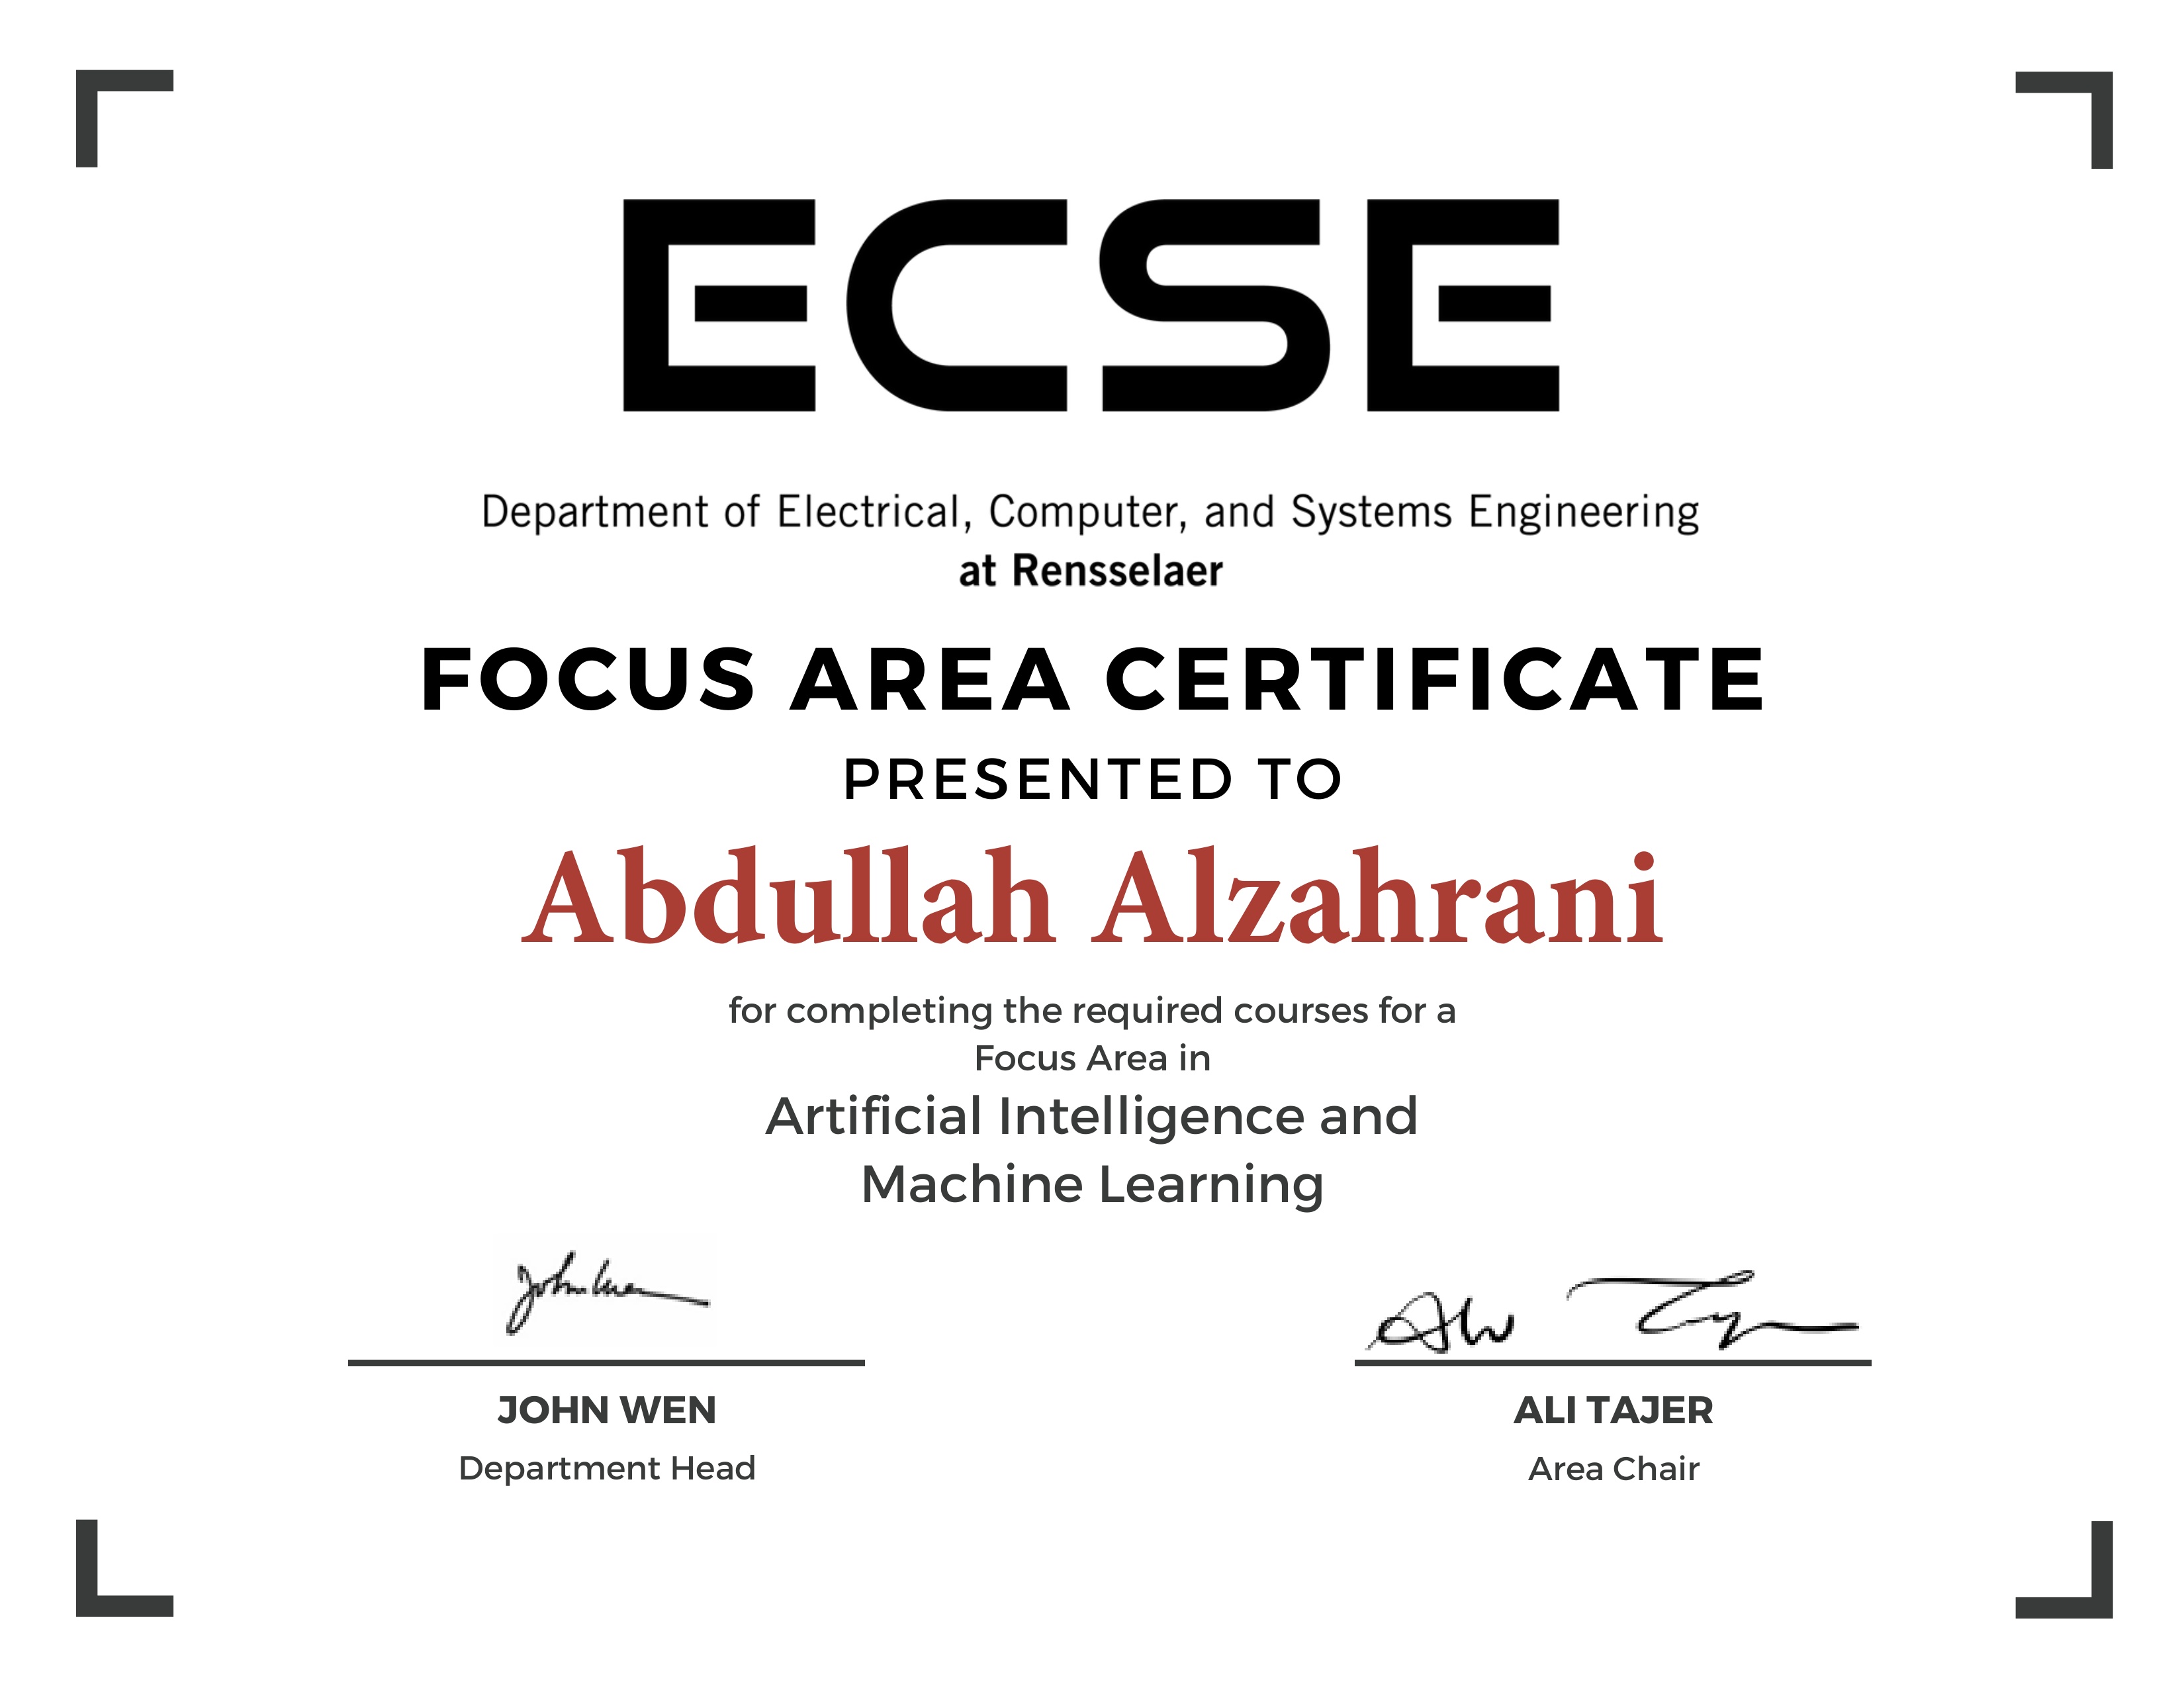 ECSE
Department of Electrical, Computer, and Systems Engineering
at Rensselaer
FOCUS AREA CERTIFICATE
PRESENTED TO
Abdullah Alzahrani
for completing the required courses for a
Focus Area in
Artificial Intelligence and
Machine Learning
John Wen
JOHN WEN
Department Head
Ali Tajer
ALI TAJER
Area Chair